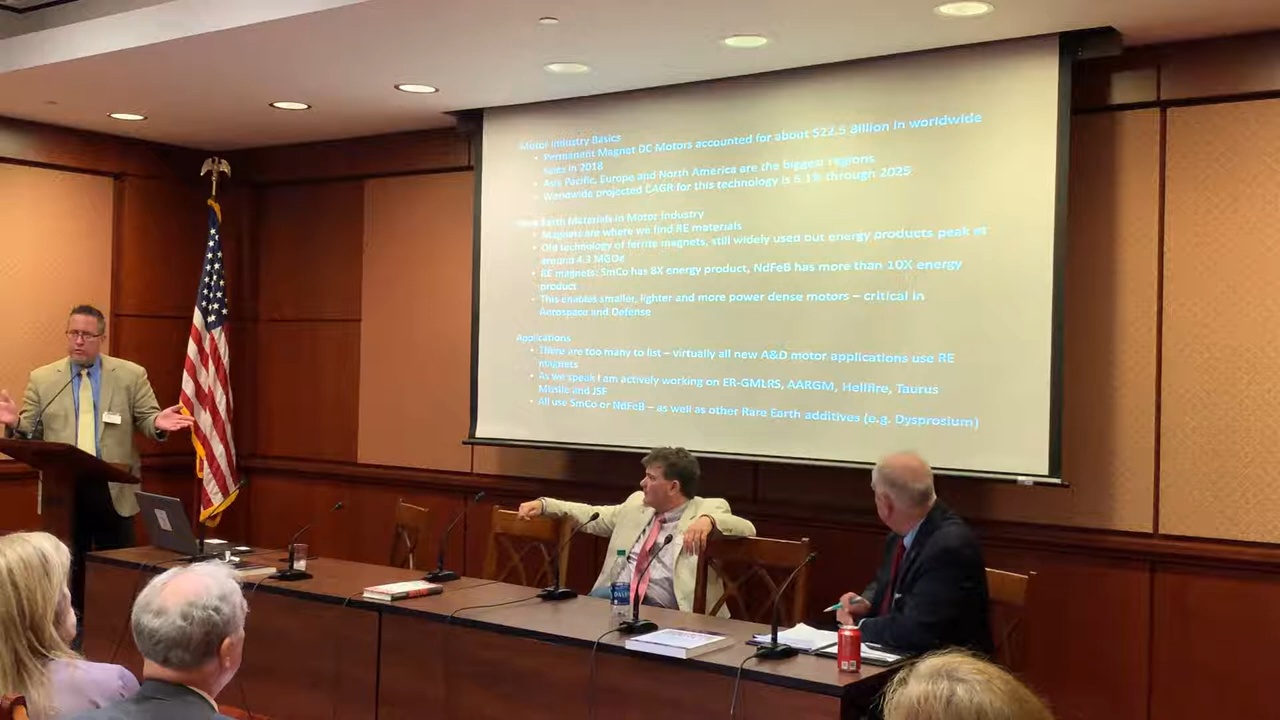 Motor Industry Basics
• Permanent Magnet DC Motors accounted for about $22.5 Billion in worldwide
sales in 2018
• Asia Pacific, Europe and North America are the biggest regions
• Worldwide projected CAGR for this technology is 6.1% through 2025
Rare Earth Materials in Motor Industry
• Magnets are where we find RE materials
• Old technology of ferrite magnets, still widely used but energy products peak at
around 4.3 MGOe
• RE magnets: SmCo has 8X energy product, NdFeB has more than 10X energy
product
• This enables smaller, lighter and more power dense motors – critical in
Aerospace and Defense
Applications
• There are too many to list – virtually all new A&D motor applications use RE
magnets
• As we speak I am actively working on ER-GMLRS, AARGM, Hellfire, Taurus
Missile and JSF
• All use SmCo or NdFeB – as well as other Rare Earth additives (e.g. Dysprosium)